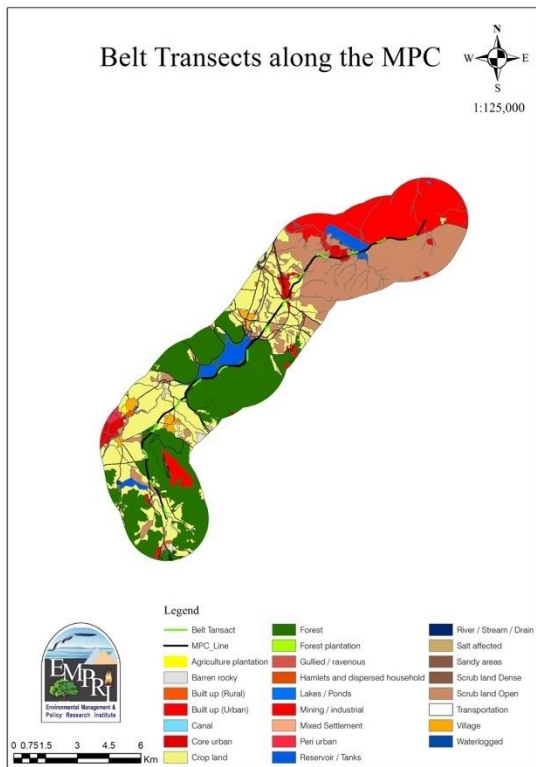 Belt Transects along the MPC
N
W E
S
1:125,000
Legend
Belt Tansact
MPC_Line
Agriculture plantation
Barren rocky
Built up (Rural)
Built up (Urban)
Canal
Core urban
Crop land
Forest
Forest plantation
Gullied / ravenous
Hamlets and dispersed household
Lakes / Ponds
Mining / industrial
Mixed Settlement
Peri urban
Reservoir / Tanks
River / Stream / Drain
Salt affected
Sandy areas
Scrub land Dense
Scrub land Open
Transportation
Village
Waterlogged
EMPRI
Environmental Management &
Policy Research Institute
0 0.75 1.5 3 4.5 6
Km